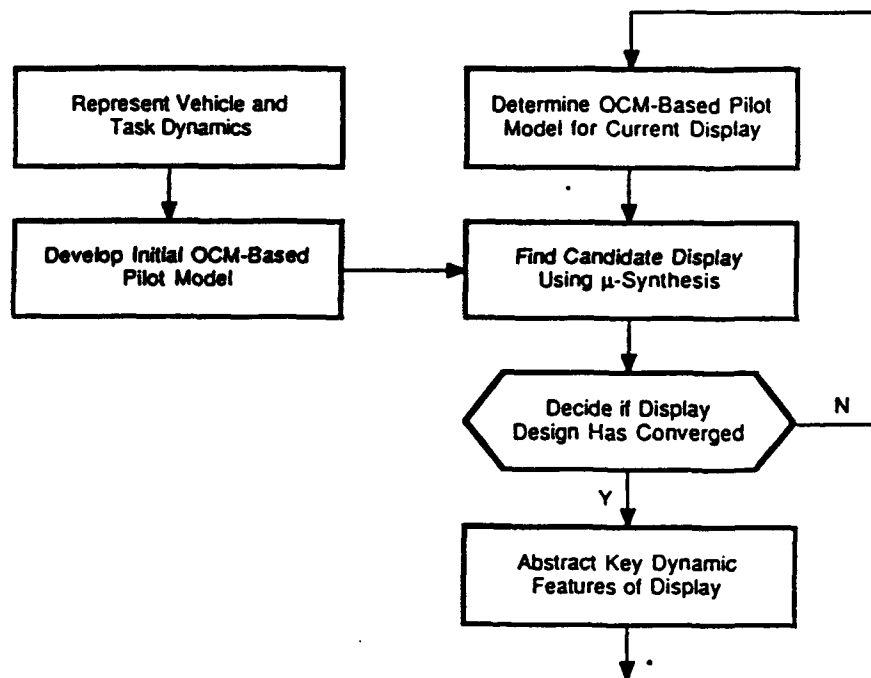 Represent Vehicle and
Task Dynamics
Develop Initial OCM-Based
Pilot Model
Determine OCM-Based Pilot
Model for Current Display
Find Candidate Display
Using μ-Synthesis
Decide if Display
Design Has Converged
N
Y
Abstract Key Dynamic
Features of Display